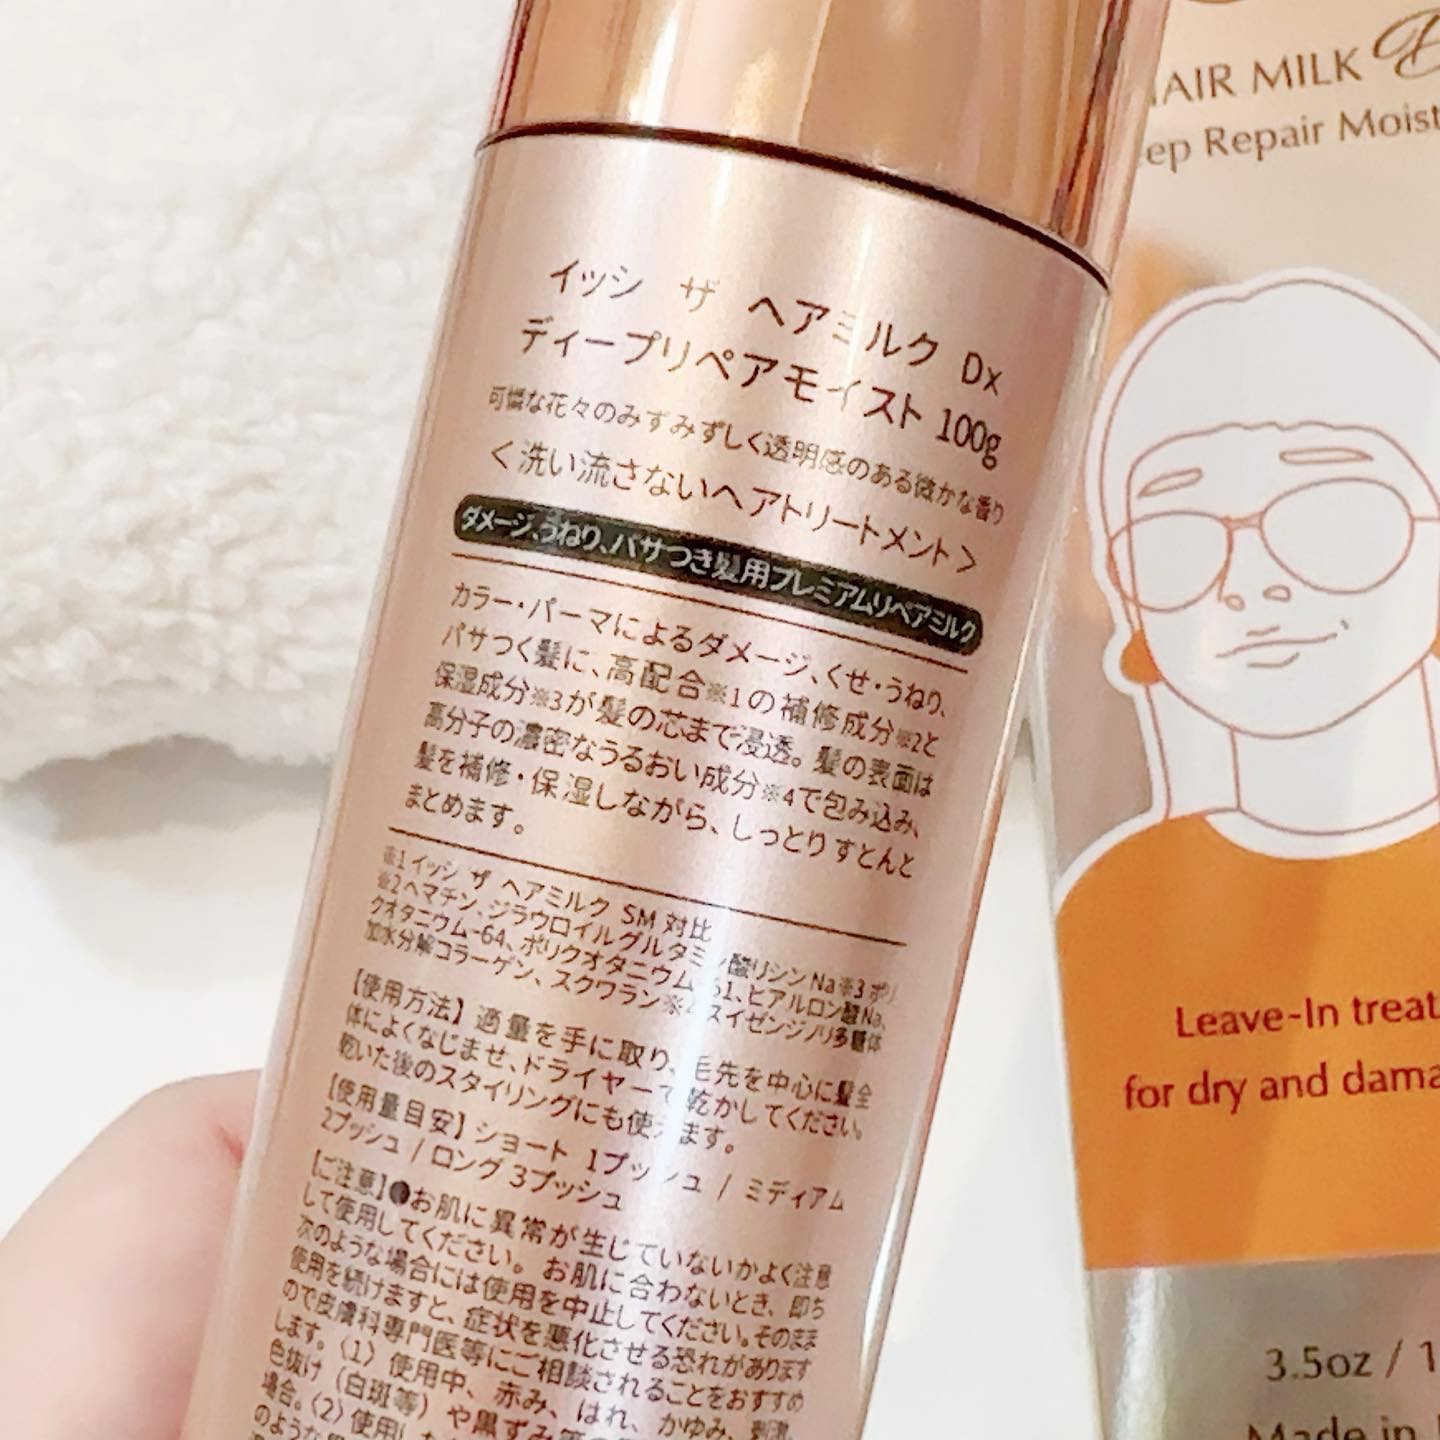 イッシ ザ ヘアミルク Dx
ディープリペアモイスト 100g
可憐な花々のみずみずしく透明感のある微かな香り
＜洗い流さないヘアトリートメント＞
ダメージ、うねり、パサつき髪用プレミアムリペアミルク
カラー・パーマによるダメージ、くせ・うねり、
パサつく髪に、高配合※1の補修成分※2と
保湿成分※3が髪の芯まで浸透。髪の表面は
高分子の濃密なうるおい成分※4で包み込み、
髪を補修・保湿しながら、しっとりすとんと
まとめます。
※1 イッシ ザ ヘアミルク SM 対比
※2 ヘマチン、ジラウロイルグルタミン酸リシンNa※3 ポリ
クオタニウム-64、ポリクオタニウム-61、ヒアルロン酸Na、
加水分解コラーゲン、スクワラン※4 スイゼンジノリ多糖体
【使用方法】適量を手に取り、毛先を中心に髪全
体によくなじませ、ドライヤーで乾かしてください。
乾いた後のスタイリングにも使えます。
【使用量目安】ショート 1プッシュ / ミディアム
2プッシュ / ロング 3プッシュ
【ご注意】●お肌に異常が生じていないかよく注意
して使用してください。お肌に合わないとき、即ち
次のような場合には使用を中止してください。そのまま
使用を続けますと、症状を悪化させる恐れがあります
ので皮膚科専門医等にご相談されることをおすすめ
します。〈1〉使用中、赤み、はれ、かゆみ、刺激、
色抜け（白斑等）や黒ずみ等の
場合。〈2〉使用し
のような
HAIR MILK
eep Repair Moist
Leave-In treat
for dry and dama
3.5oz / 1
Made in